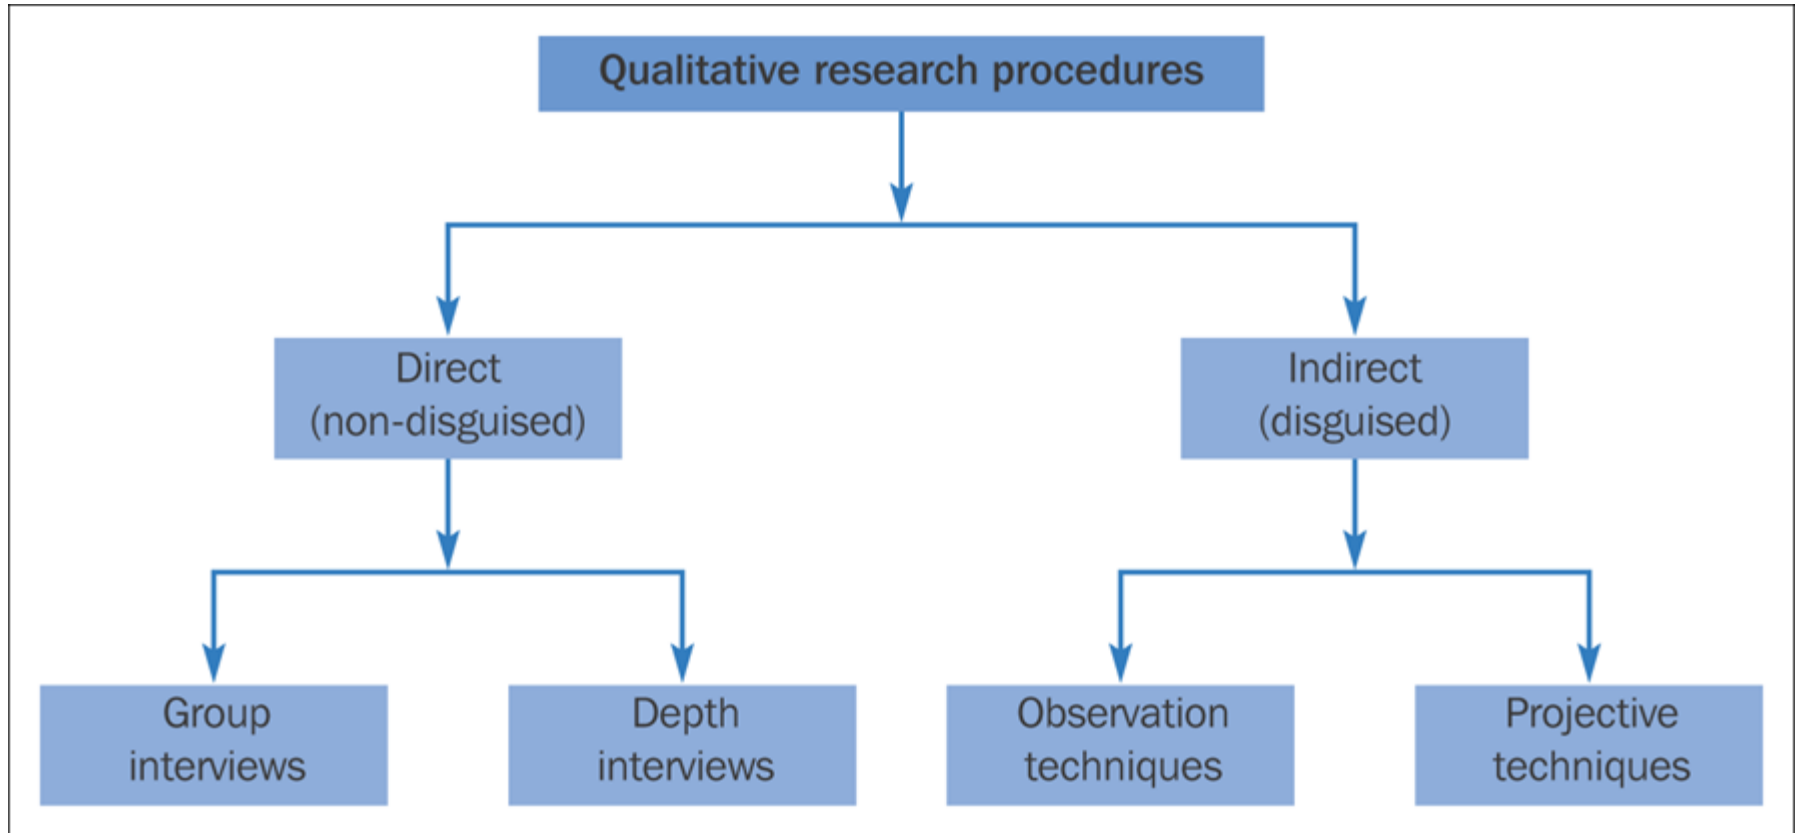 Qualitative research procedures
Direct
(non-disguised)
Indirect
(disguised)
Group
interviews
Depth
interviews
Observation
techniques
Projective
techniques